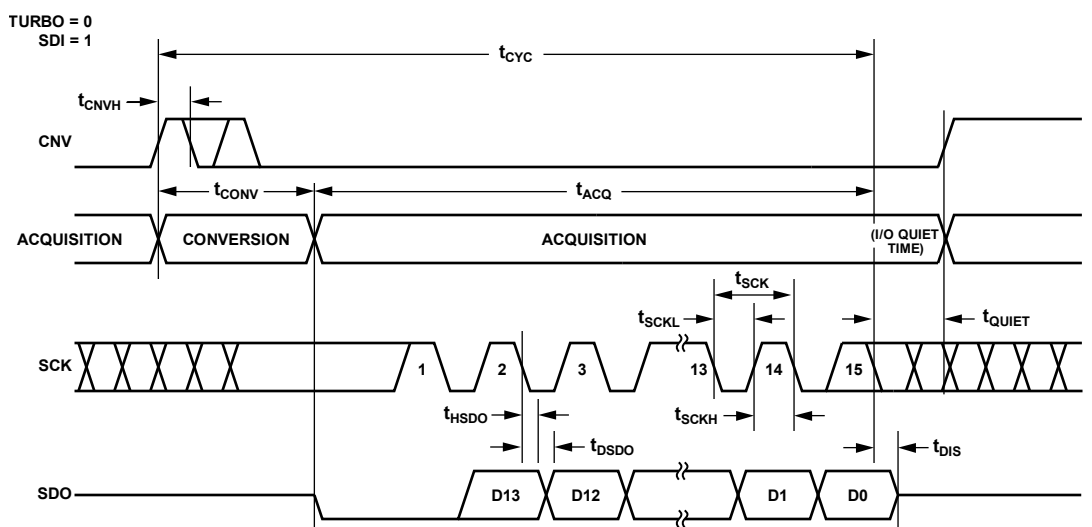 TURBO = 0
SDI = 1
tCYC
tCNVH
CNV
tCONV
tACQ
ACQUISITION
CONVERSION
ACQUISITION
(I/O QUIET
TIME)
tSCK
tSCKL
tQUIET
SCK
1
2
3
13
14
15
tHSDO
tSCKH
tDSDO
tDIS
SDO
D13
D12
D1
D0